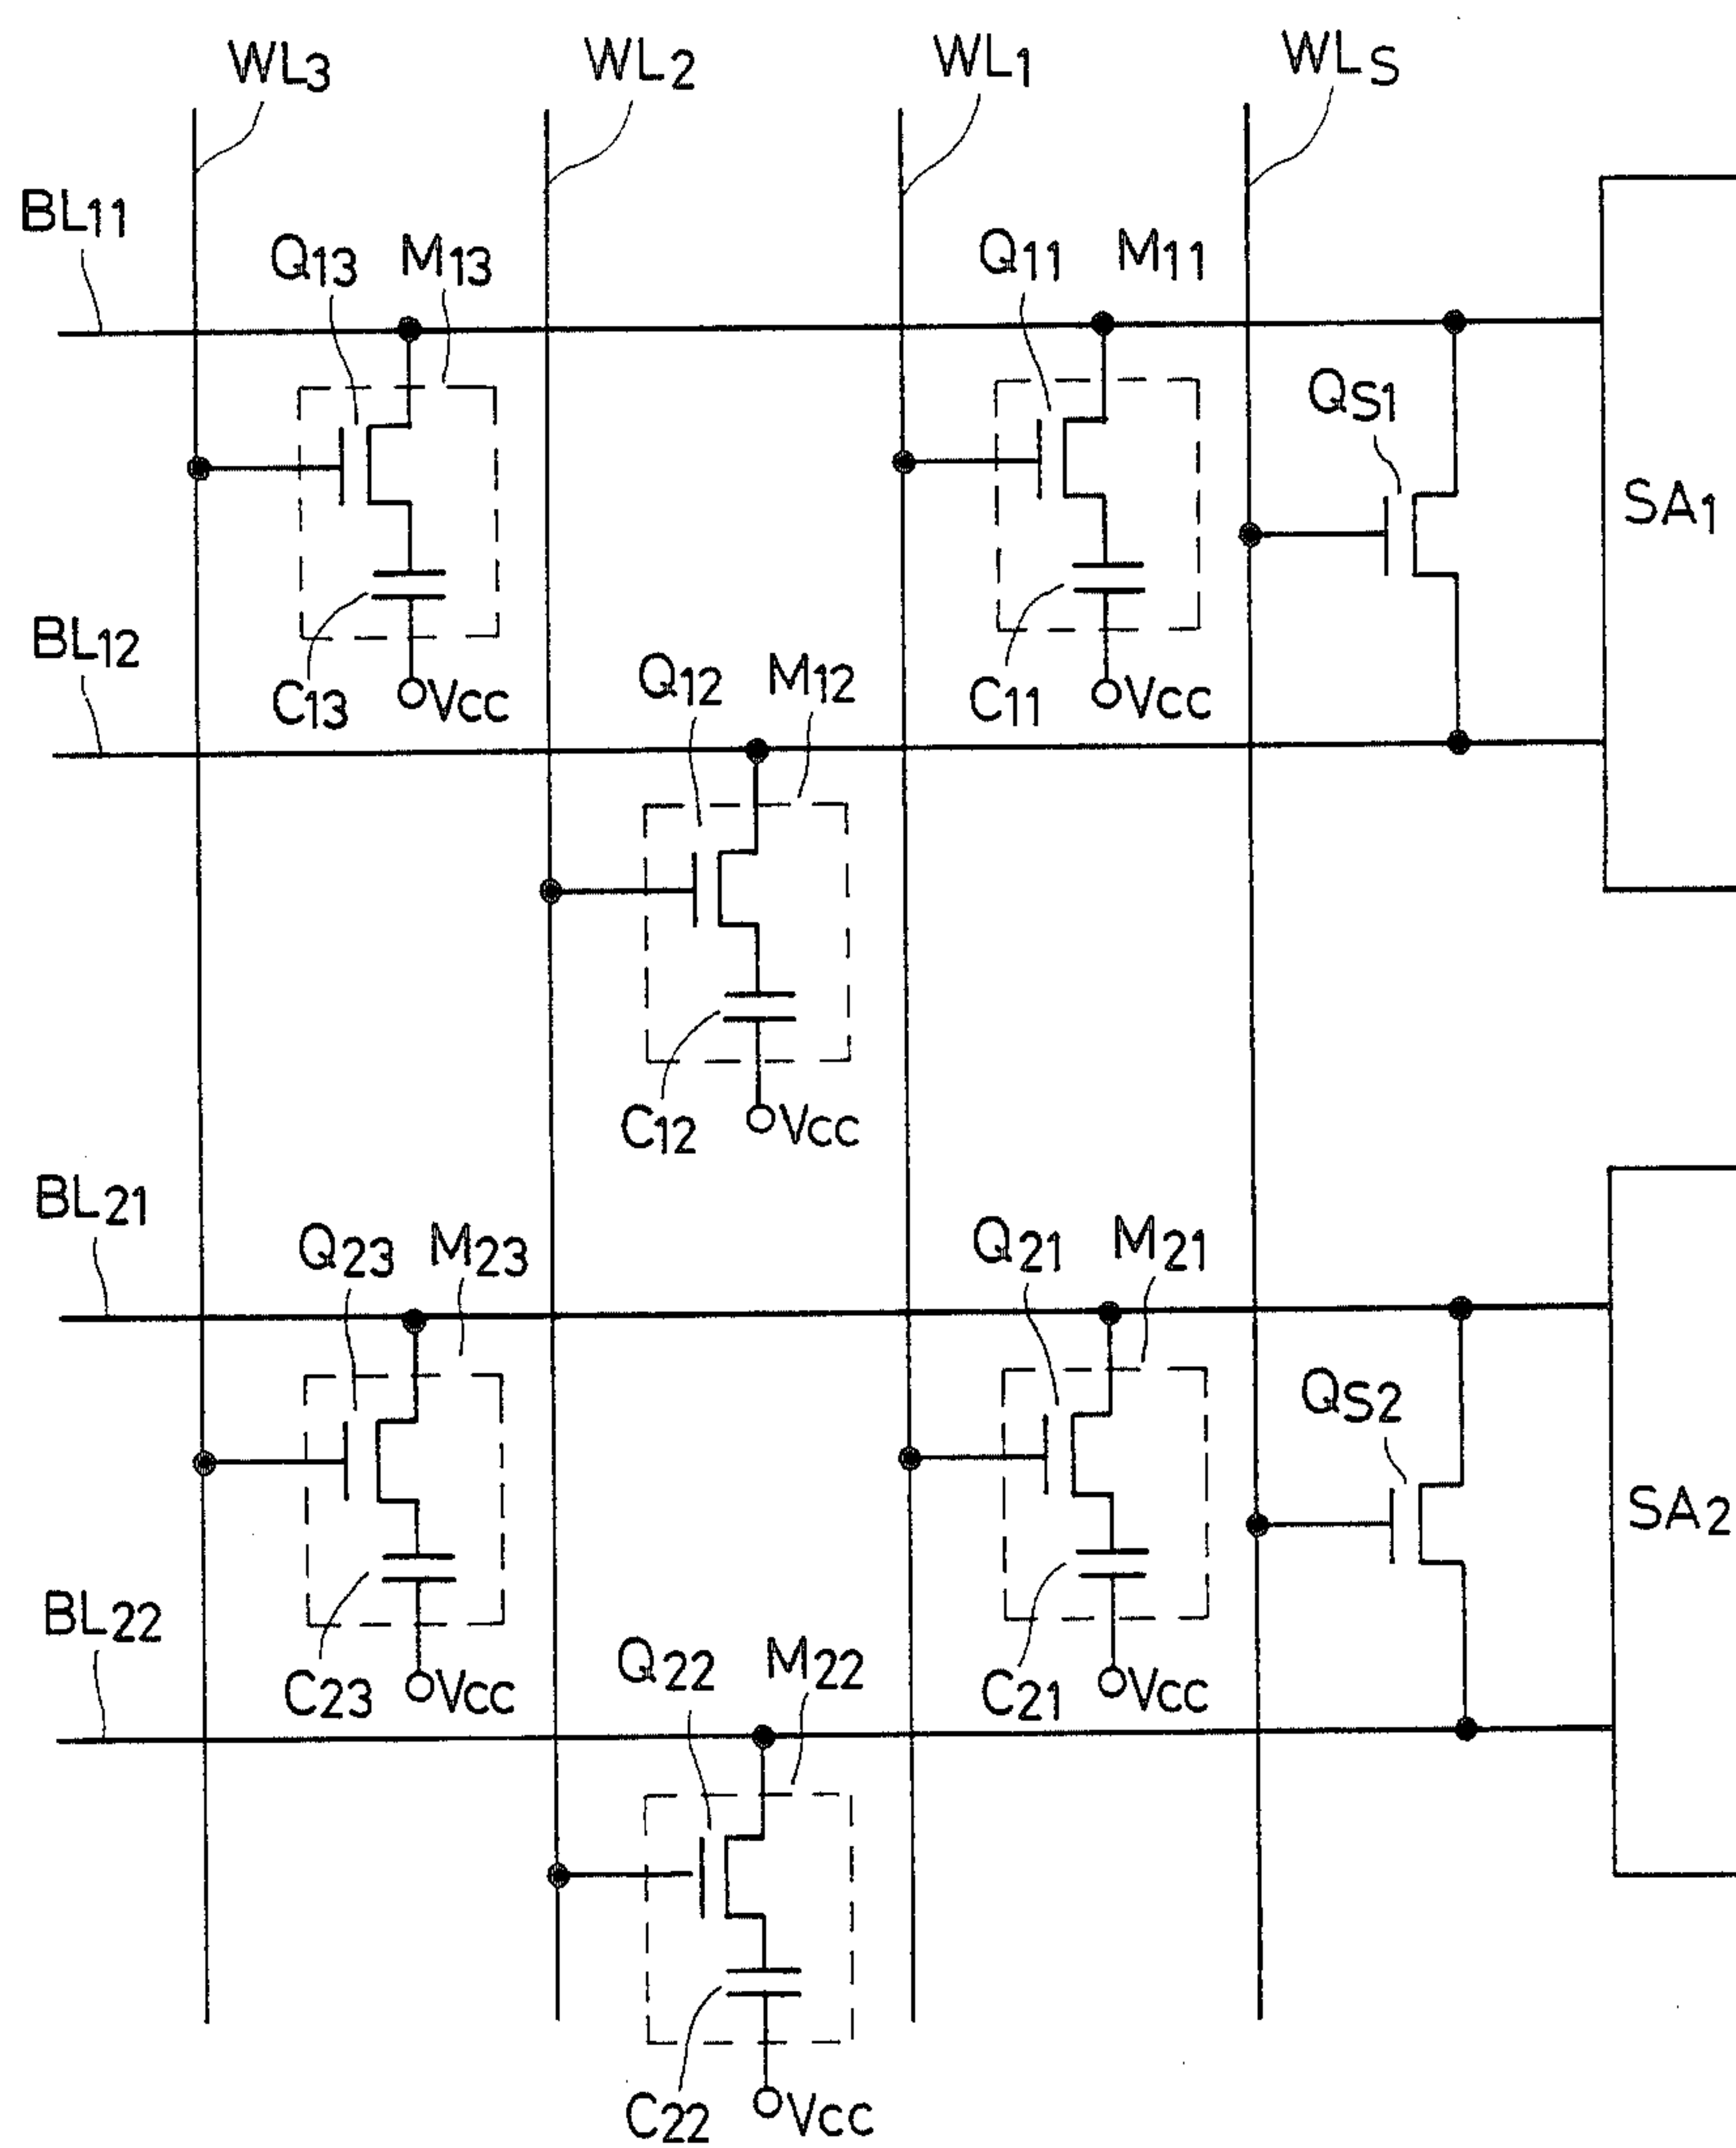 WL3 WL2 WL1 WLS
BL11
Q13 M13 Q11 M11
QS1
SA1
BL12
C13 VCC Q12 M12 C11 VCC
C12 VCC
BL21
Q23 M23 Q21 M21
QS2
SA2
BL22
C23 VCC Q22 M22 C21 VCC
C22 VCC